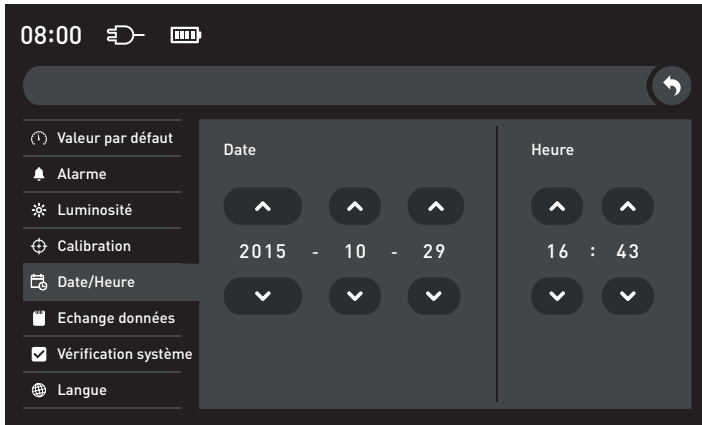 08:00
Valeur par défaut
Alarme
Luminosité
Calibration
Date/Heure
Echange données
Vérification système
Langue
Date
2015 - 10 - 29
Heure
16 : 43